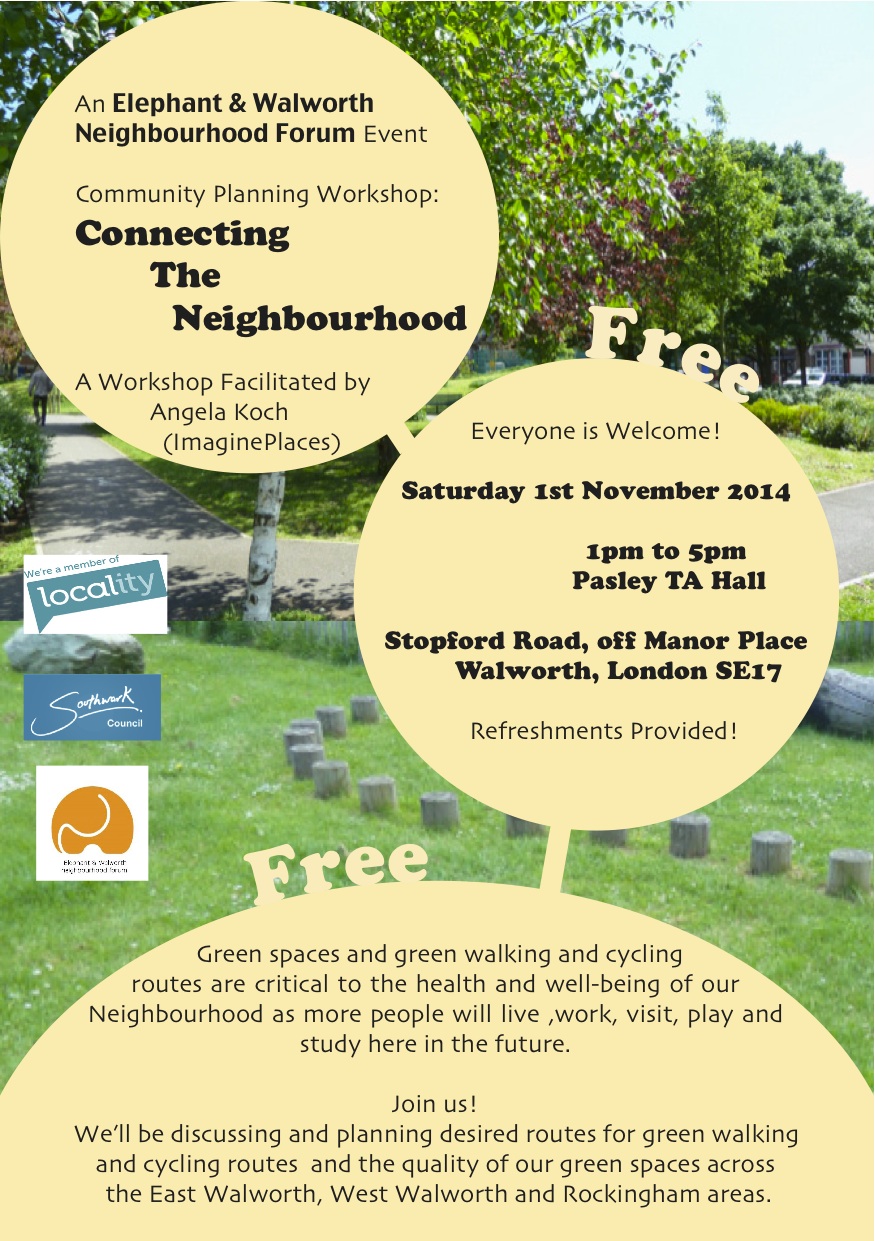 An Elephant & Walworth
Neighbourhood Forum Event
Community Planning Workshop:
Connecting
The
Neighbourhood
A Workshop Facilitated by
Angela Koch
(ImaginePlaces)
Free
Everyone is Welcome!
Saturday 1st November 2014
1pm to 5pm
Pasley TA Hall
Stopford Road, off Manor Place
Walworth, London SE17
Refreshments Provided!
We're a member of
locality
Southwark
Council
Elephant & Walworth
neighbourhood forum
Free
Green spaces and green walking and cycling
routes are critical to the health and well-being of our
Neighbourhood as more people will live ,work, visit, play and
study here in the future.
Join us!
We'll be discussing and planning desired routes for green walking
and cycling routes  and the quality of our green spaces across
the East Walworth, West Walworth and Rockingham areas.